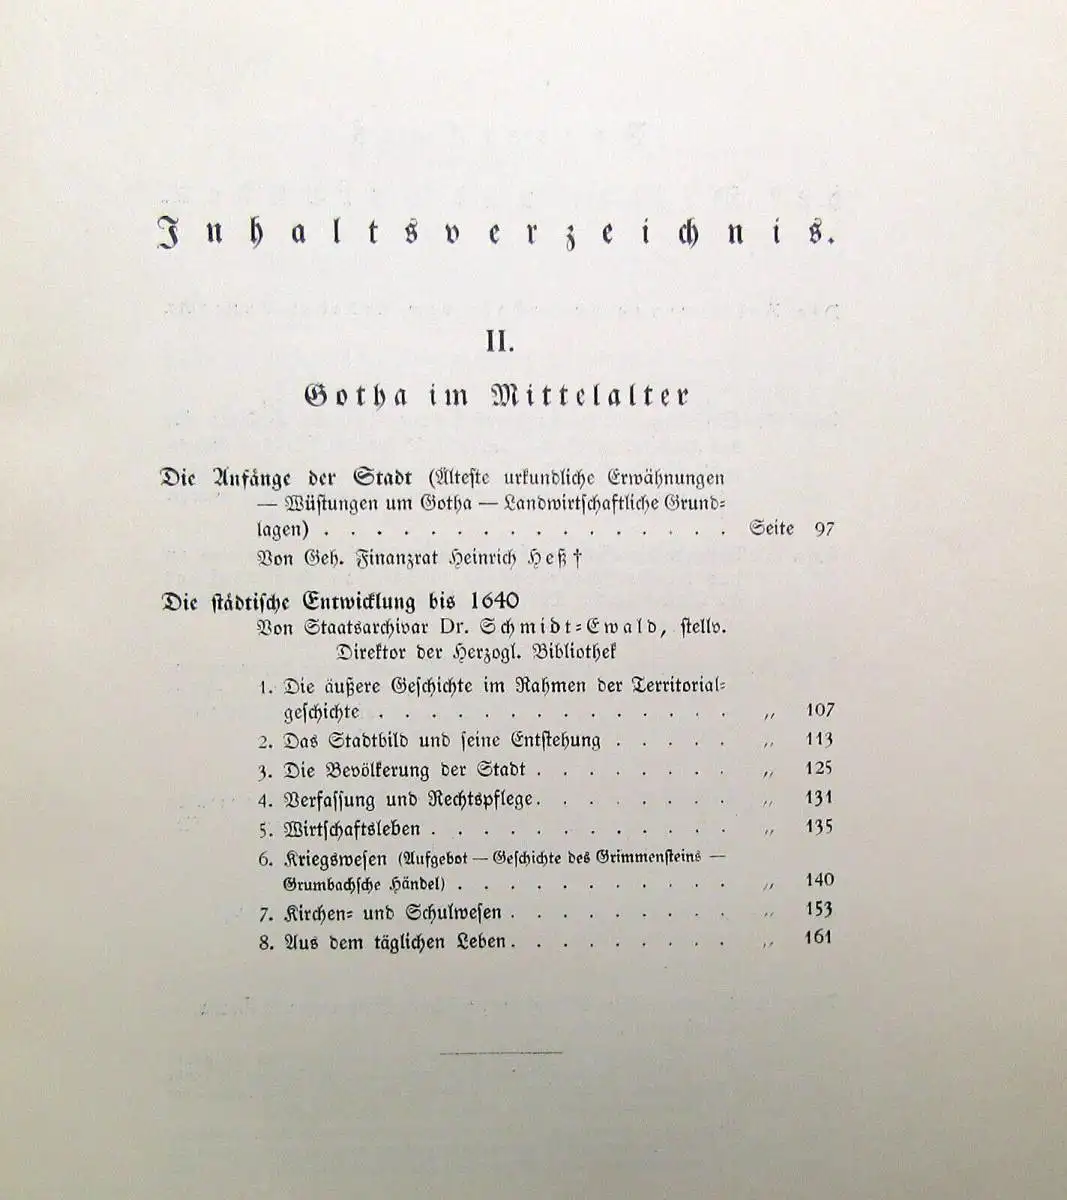 Inhaltsverzeichnis.
II.
Gotha im Mittelalter
Die Anfänge der Stadt (Älteste urkundliche Erwähnungen
— Wüstungen um Gotha — Landwirtschaftliche Grund-
lagen) . . . . . . . . . . . . . . . . Seite 97
Von Geh. Finanzrat Heinrich Heß †
Die städtische Entwicklung bis 1640
Von Staatsarchivar Dr. Schmidt-Ewald, stellv.
Direktor der Herzogl. Bibliothek
1. Die äußere Geschichte im Rahmen der Territorial-
geschichte . . . . . . . . . . . . . . „ 107
2. Das Stadtbild und seine Entstehung . . . . . „ 113
3. Die Bevölkerung der Stadt . . . . . . . . „ 125
4. Verfassung und Rechtspflege. . . . . . . . „ 131
5. Wirtschaftsleben . . . . . . . . . . . . „ 135
6. Kriegswesen (Aufgebot — Geschichte des Grimmensteins —
Grumbachsche Händel) . . . . . . . . . . . „ 140
7. Kirchen- und Schulwesen . . . . . . . . . „ 153
8. Aus dem täglichen Leben. . . . . . . . . „ 161